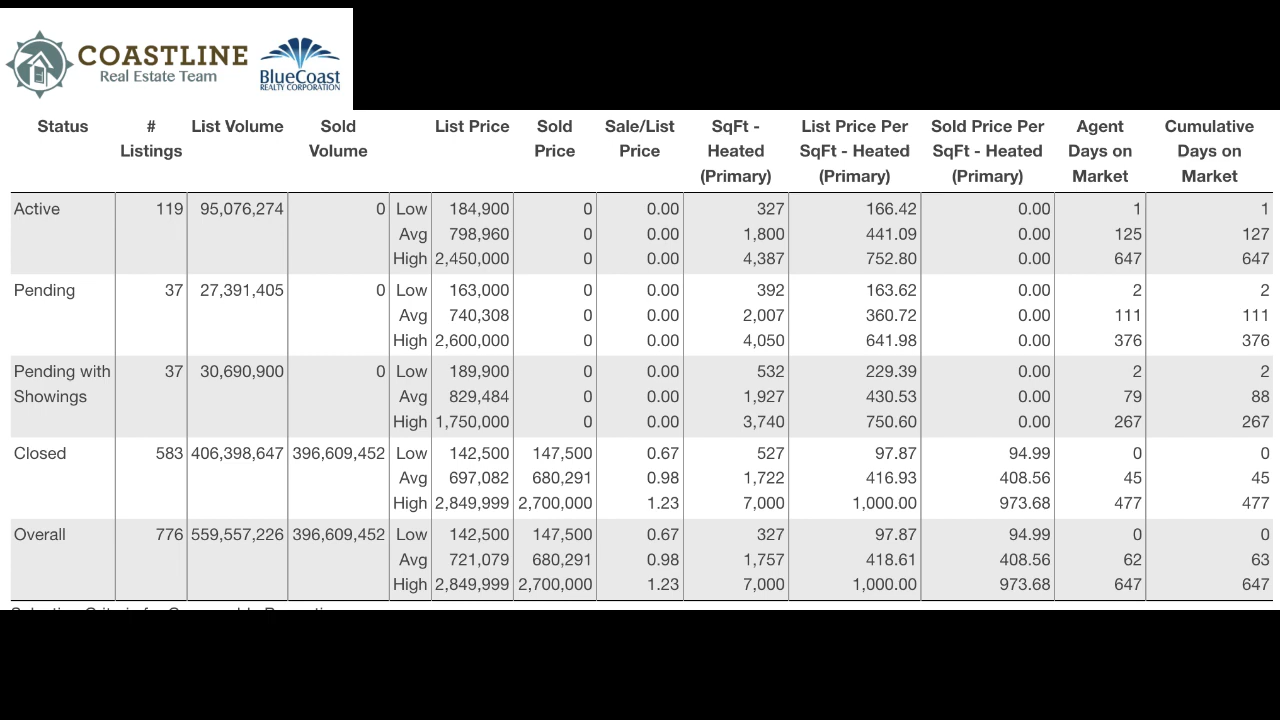 COASTLINE
Real Estate Team
BlueCoast
REALTY CORPORATION
Status # List Volume Sold List Price Sold Sale/List SqFt - List Price Per Sold Price Per Agent Cumulative
Listings Volume Price Price Heated SqFt - Heated SqFt - Heated Days on Days on
(Primary) (Primary) (Primary) Market Market
Active 119 95,076,274 0 Low 184,900 0 0.00 327 166.42 0.00 1 1
Avg 798,960 0 0.00 1,800 441.09 0.00 125 127
High 2,450,000 0 0.00 4,387 752.80 0.00 647 647
Pending 37 27,391,405 0 Low 163,000 0 0.00 392 163.62 0.00 2 2
Avg 740,308 0 0.00 2,007 360.72 0.00 111 111
High 2,600,000 0 0.00 4,050 641.98 0.00 376 376
Pending with 37 30,690,900 0 Low 189,900 0 0.00 532 229.39 0.00 2 2
Showings Avg 829,484 0 0.00 1,927 430.53 0.00 79 88
High 1,750,000 0 0.00 3,740 750.60 0.00 267 267
Closed 583 406,398,647 396,609,452 Low 142,500 147,500 0.67 527 97.87 94.99 0 0
Avg 697,082 680,291 0.98 1,722 416.93 408.56 45 45
High 2,849,999 2,700,000 1.23 7,000 1,000.00 973.68 477 477
Overall 776 559,557,226 396,609,452 Low 142,500 147,500 0.67 327 97.87 94.99 0 0
Avg 721,079 680,291 0.98 1,757 418.61 408.56 62 63
High 2,849,999 2,700,000 1.23 7,000 1,000.00 973.68 647 647